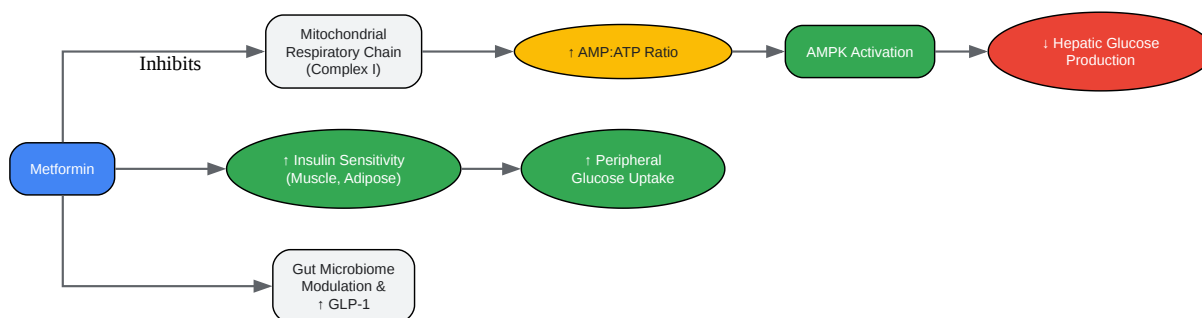 Mitochondrial
Respiratory Chain
(Complex I)
Inhibits
↑ AMP:ATP Ratio
AMPK Activation
↓ Hepatic Glucose
Production
Metformin
↑ Insulin Sensitivity
(Muscle, Adipose)
↑ Peripheral
Glucose Uptake
Gut Microbiome
Modulation &
↑ GLP-1